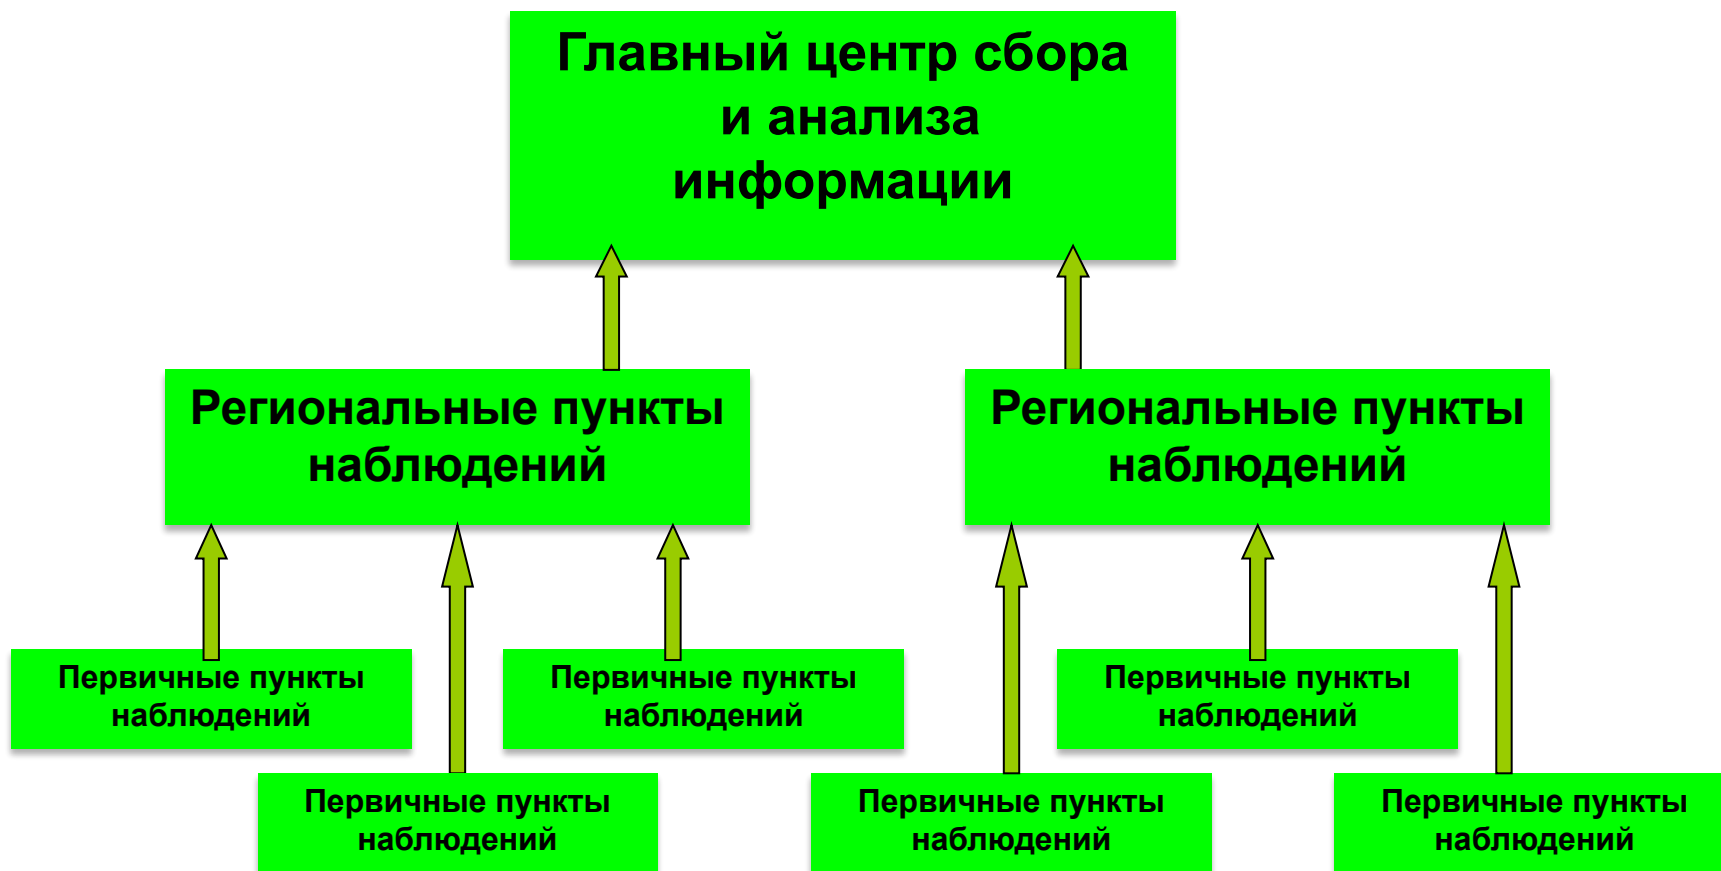 Главный центр сбора
и анализа
информации
Региональные пункты
наблюдений
Региональные пункты
наблюдений
Первичные пункты
наблюдений
Первичные пункты
наблюдений
Первичные пункты
наблюдений
Первичные пункты
наблюдений
Первичные пункты
наблюдений
Первичные пункты
наблюдений